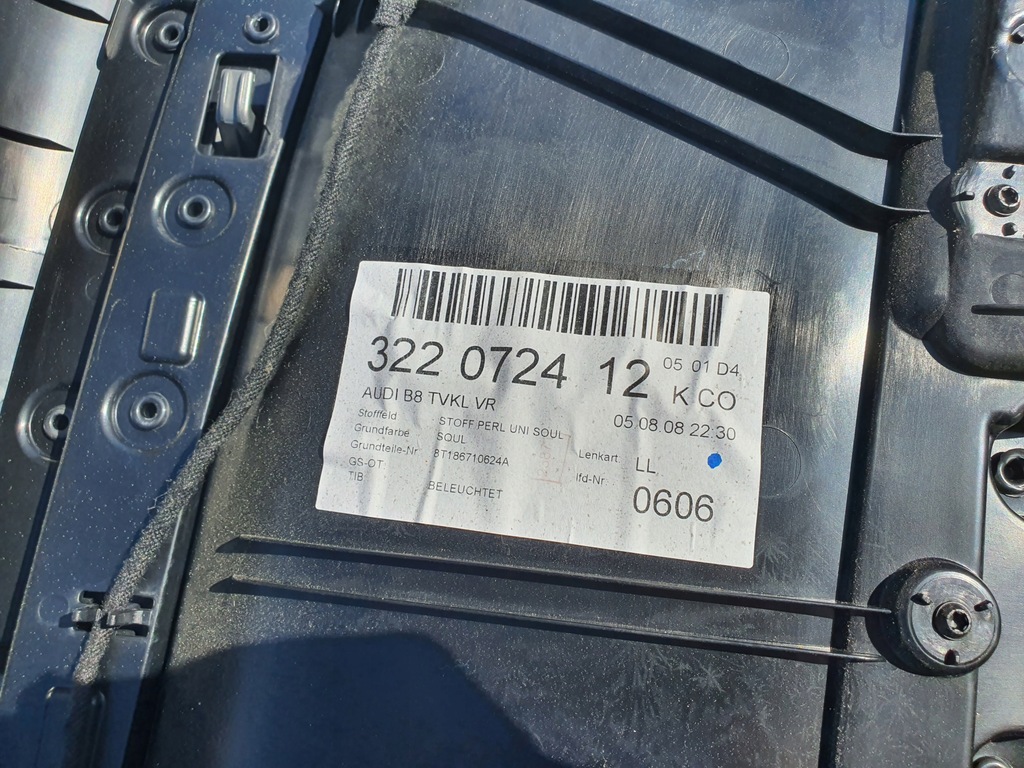 322 0724 12 K CO
05 01 D4
AUDI B8 TVKL VR
05.08.08 22:30
Stofffeld STOFF PERL UNI SOUL
Grundfarbe SQUL
Grundteile-Nr 8T186710624A
GS-OT:
TIB BELEUCHTET
Lenkart LL
lfd-Nr 0606